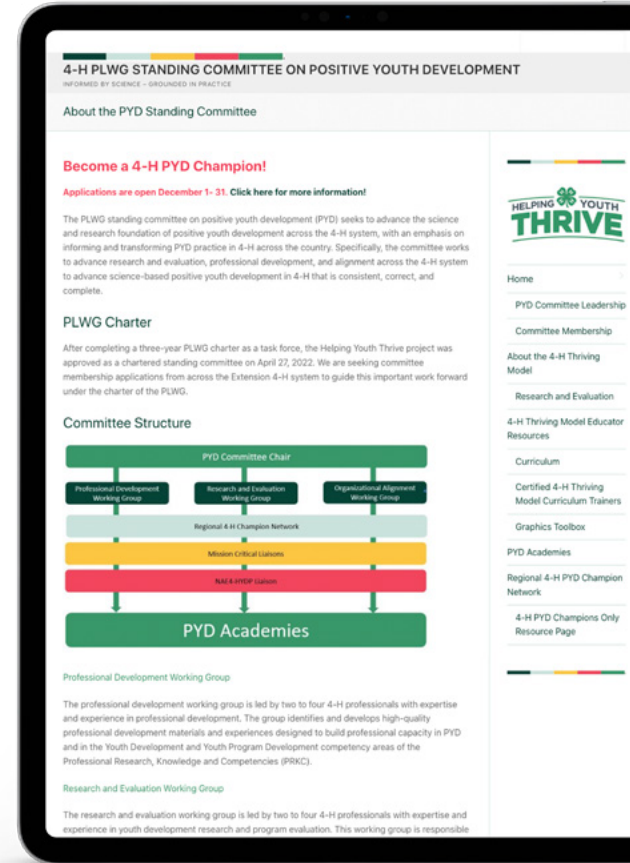 4-H PLWG STANDING COMMITTEE ON POSITIVE YOUTH DEVELOPMENT
INFORMED BY SCIENCE – GROUNDED IN PRACTICE
About the PYD Standing Committee
Become a 4-H PYD Champion!
Applications are open December 1- 31. Click here for more information!
The PLWG standing committee on positive youth development (PYD) seeks to advance the science
and research foundation of positive youth development across the 4-H system, with an emphasis on
informing and transforming PYD practice in 4-H across the country. Specifically, the committee works
to advance research and evaluation, professional development, and alignment across the 4-H system
to advance science-based positive youth development in 4-H that is consistent, correct, and
complete.
PLWG Charter
After completing a three-year PLWG charter as a task force, the Helping Youth Thrive project was
approved as a chartered standing committee on April 27, 2022. We are seeking committee
membership applications from across the Extension 4-H system to guide this important work forward
under the charter of the PLWG.
Committee Structure
PYD Committee Chair
Professional Development
Working Group
Research and Evaluation
Working Group
Organizational Alignment
Working Group
Regional 4-H Champion Network
Mission Critical Liaisons
NAE4-HYDP Liaison
PYD Academies
Professional Development Working Group
The professional development working group is led by two to four 4-H professionals with expertise
and experience in professional development. The group identifies and develops high-quality
professional development materials and experiences designed to build professional capacity in PYD
and in the Youth Development and Youth Program Development competency areas of the
Professional Research, Knowledge and Competencies (PRKC).
Research and Evaluation Working Group
The research and evaluation working group is led by two to four 4-H professionals with expertise and
experience in youth development research and program evaluation. This working group is responsible
HELPING YOUTH
THRIVE
Home
PYD Committee Leadership
Committee Membership
About the 4-H Thriving
Model
Research and Evaluation
4-H Thriving Model Educator
Resources
Curriculum
Certified 4-H Thriving
Model Curriculum Trainers
Graphics Toolbox
PYD Academies
Regional 4-H PYD Champion
Network
4-H PYD Champions Only
Resource Page